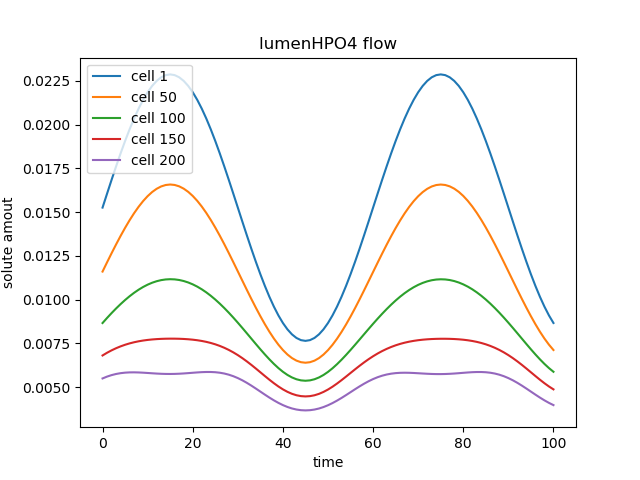 lumenHPO4 flow
cell 1
cell 50
cell 100
cell 150
cell 200
solute amout
0.0225
0.0200
0.0175
0.0150
0.0125
0.0100
0.0075
0.0050
0 20 40 60 80 100
time